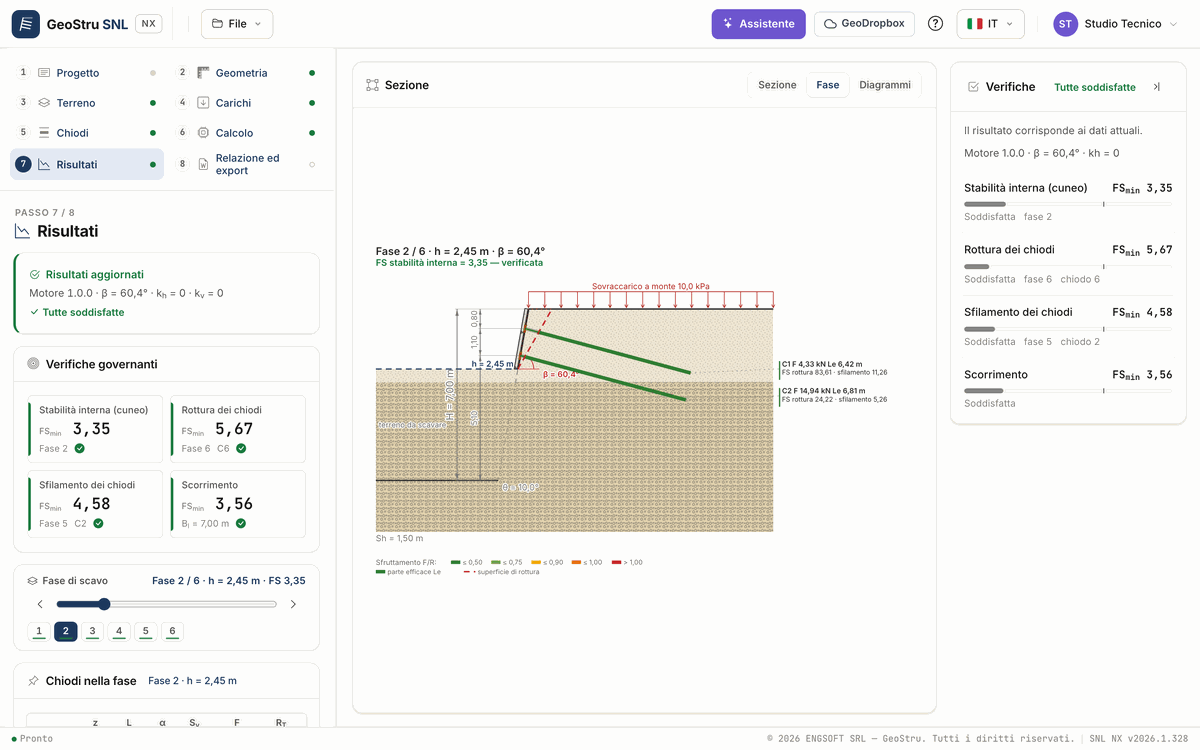 GeoStru SNL NX
File
Assistente
GeoDropbox
IT
ST Studio Tecnico
1 Progetto
2 Geometria
3 Terreno
4 Carichi
5 Chiodi
6 Calcolo
7 Risultati
8 Relazione ed export
PASSO 7 / 8
Risultati
Risultati aggiornati
Motore 1.0.0 · β = 60,4° · kh = 0 · kv = 0
Tutte soddisfatte
Verifiche governanti
Stabilità interna (cuneo)
FSmin 3,35
Fase 2
Rottura dei chiodi
FSmin 5,67
Fase 6 C6
Sfilamento dei chiodi
FSmin 4,58
Fase 5 C2
Scorrimento
FSmin 3,56
Bl = 7,00 m
Fase di scavo
Fase 2 / 6 · h = 2,45 m · FS 3,35
1 2 3 4 5 6
Chiodi nella fase
Fase 2 · h = 2,45 m
z L α Sv F RT
Sezione
Sezione Fase Diagrammi
Fase 2 / 6 · h = 2,45 m · β = 60,4°
FS stabilità interna = 3,35 — verificata
Sovraccarico a monte 10,0 kPa
0,80
1,10
h = 2,45 m
β = 60,4°
H = 7,00 m
terreno da scavare
C1 F 4,33 kN Le 6,42 m
FS rottura 83,61 · sfilamento 11,26
C2 F 14,94 kN Le 6,81 m
FS rottura 24,22 · sfilamento 5,26
Sh = 1,50 m
Sfruttamento F/R: ≤ 0,50 ≤ 0,75 ≤ 0,90 ≤ 1,00 > 1,00
parte efficace Le superficie di rottura
Verifiche
Tutte soddisfatte
Il risultato corrisponde ai dati attuali.
Motore 1.0.0 · β = 60,4° · kh = 0
Stabilità interna (cuneo) FSmin 3,35
Soddisfatta fase 2
Rottura dei chiodi FSmin 5,67
Soddisfatta fase 6 chiodo 6
Sfilamento dei chiodi FSmin 4,58
Soddisfatta fase 5 chiodo 2
Scorrimento FSmin 3,56
Soddisfatta
Pronto
© 2026 ENGSOFT SRL — GeoStru. Tutti i diritti riservati. | SNL NX v2026.1.328